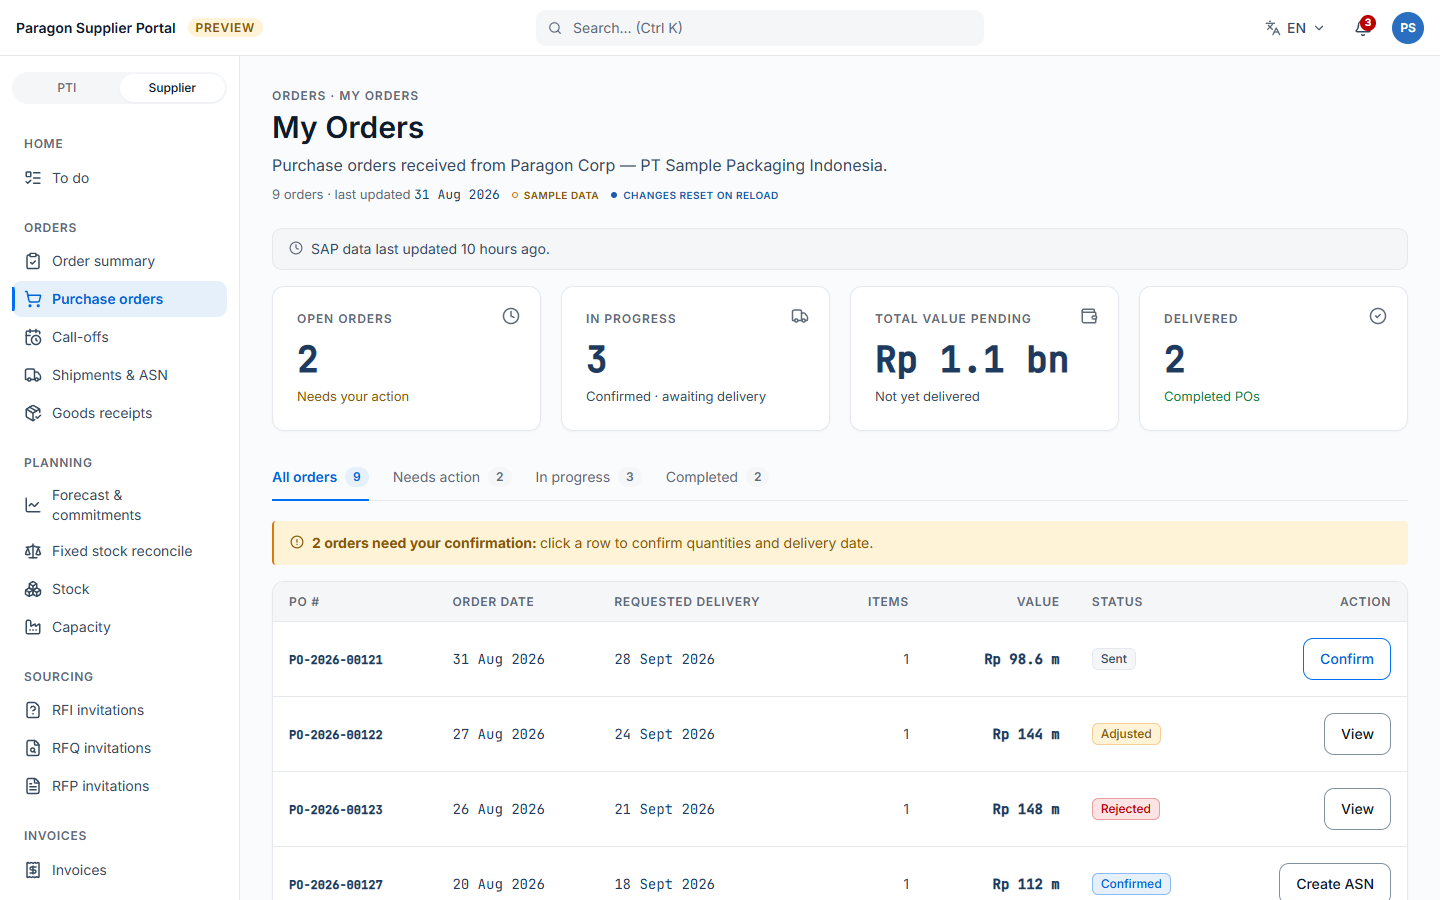 Paragon Supplier Portal PREVIEW
Search... (Ctrl K)
EN
3
PS
PTI Supplier
HOME
To do
ORDERS
Order summary
Purchase orders
Call-offs
Shipments & ASN
Goods receipts
PLANNING
Forecast &
commitments
Fixed stock reconcile
Stock
Capacity
SOURCING
RFI invitations
RFQ invitations
RFP invitations
INVOICES
Invoices
ORDERS · MY ORDERS
My Orders
Purchase orders received from Paragon Corp — PT Sample Packaging Indonesia.
9 orders · last updated 31 Aug 2026 SAMPLE DATA CHANGES RESET ON RELOAD
SAP data last updated 10 hours ago.
OPEN ORDERS
2
Needs your action
IN PROGRESS
3
Confirmed · awaiting delivery
TOTAL VALUE PENDING
Rp 1.1 bn
Not yet delivered
DELIVERED
2
Completed POs
All orders 9 Needs action 2 In progress 3 Completed 2
2 orders need your confirmation: click a row to confirm quantities and delivery date.
PO # ORDER DATE REQUESTED DELIVERY ITEMS VALUE STATUS ACTION
PO-2026-00121 31 Aug 2026 28 Sept 2026 1 Rp 98.6 m Sent Confirm
PO-2026-00122 27 Aug 2026 24 Sept 2026 1 Rp 144 m Adjusted View
PO-2026-00123 26 Aug 2026 21 Sept 2026 1 Rp 148 m Rejected View
PO-2026-00127 20 Aug 2026 18 Sept 2026 1 Rp 112 m Confirmed Create ASN